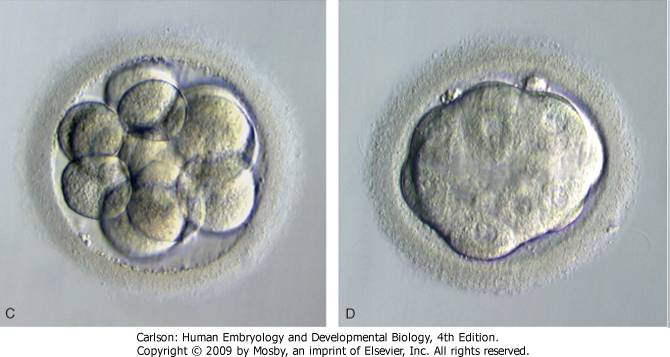 C
D
Carlson: Human Embryology and Developmental Biology, 4th Edition.
Copyright © 2009 by Mosby, an imprint of Elsevier, Inc. All rights reserved.